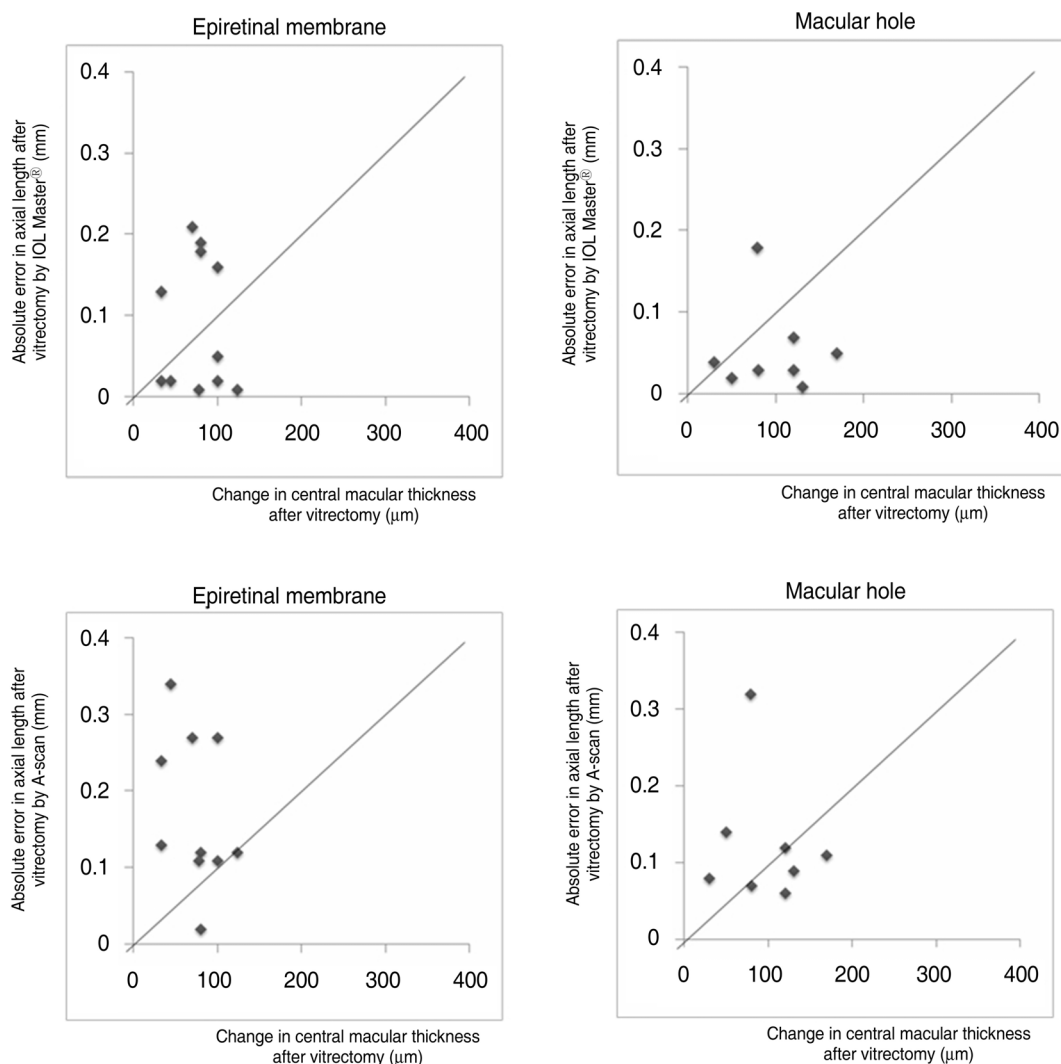 Epiretinal membrane
Absolute error in axial length after
vitrectomy by IOL Master® (mm)
0.4
0.3
0.2
0.1
0
0 100 200 300 400
Change in central macular thickness
after vitrectomy (μm)
Macular hole
Absolute error in axial length after
vitrectomy by IOL Master® (mm)
0.4
0.3
0.2
0.1
0
0 100 200 300 400
Change in central macular thickness
after vitrectomy (μm)
Epiretinal membrane
Absolute error in axial length after
vitrectomy by A-scan (mm)
0.4
0.3
0.2
0.1
0
0 100 200 300 400
Change in central macular thickness
after vitrectomy (μm)
Macular hole
Absolute error in axial length after
vitrectomy by A-scan (mm)
0.4
0.3
0.2
0.1
0
0 100 200 300 400
Change in central macular thickness
after vitrectomy (μm)